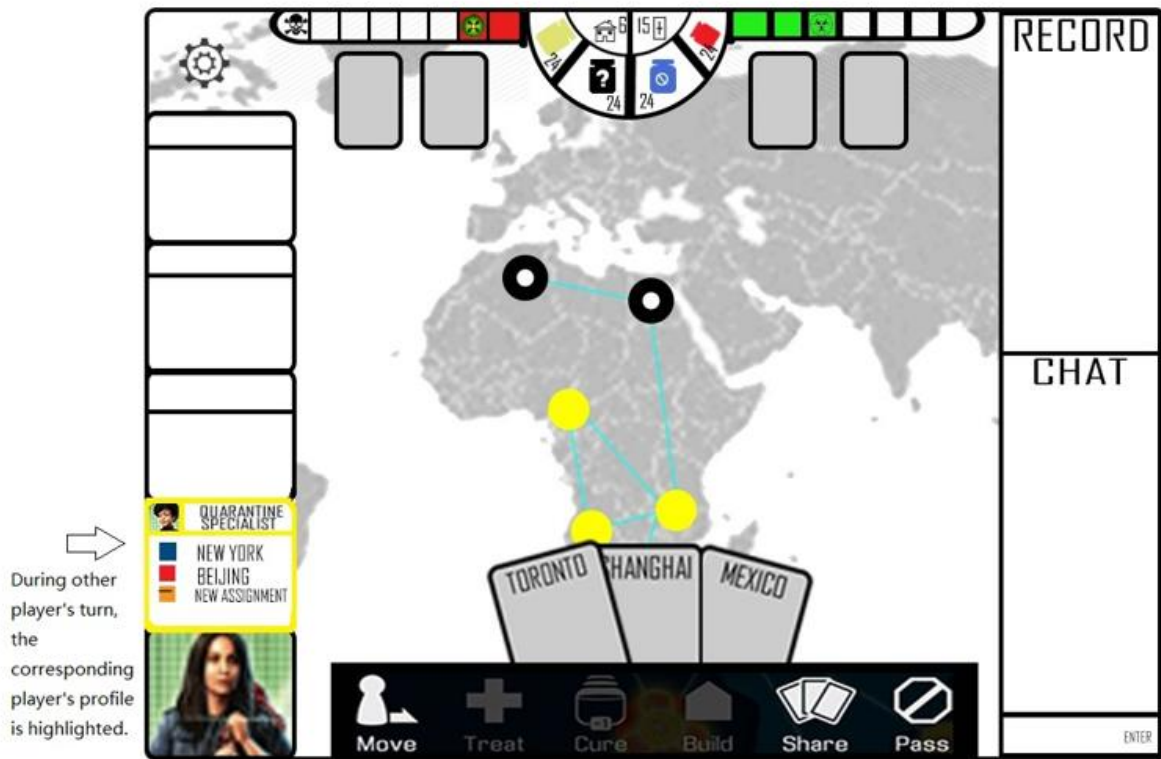 6
15
24
24
24
24
?
RECORD
CHAT
QUARANTINE
SPECIALIST
NEW YORK
BEIJING
NEW ASSIGNMENT
During other
player's turn,
the
corresponding
player's profile
is highlighted.
TORONTO
SHANGHAI
MEXICO
-1
Move
Treat
Cure
Build
Share
Pass
ENTER